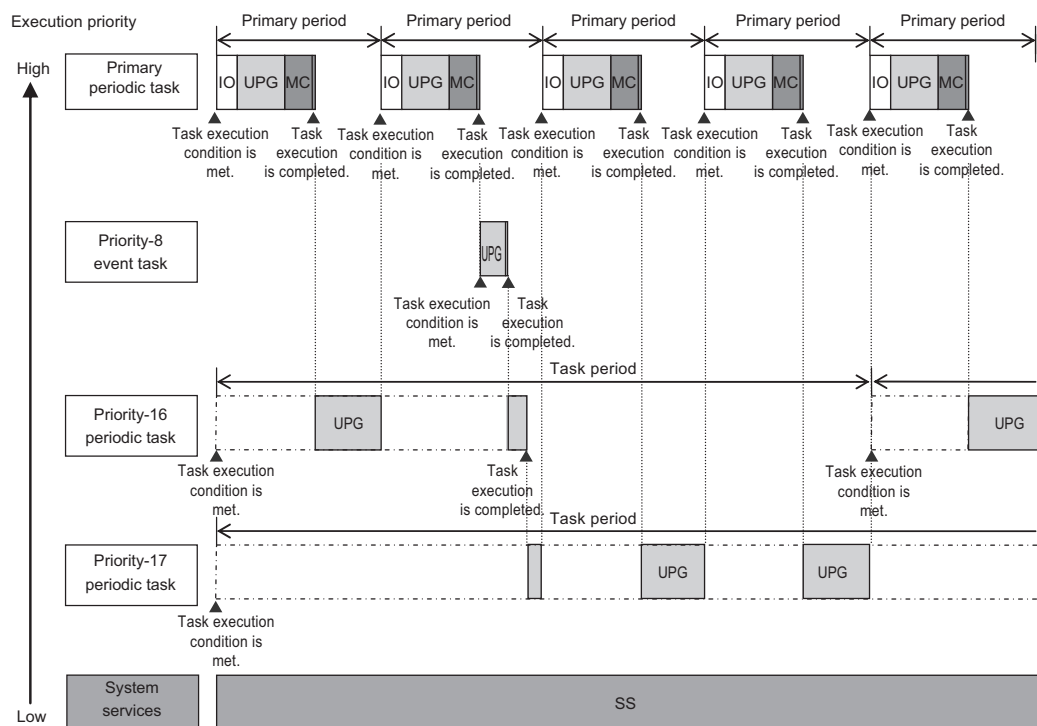 Execution priority
Primary period
Primary period
Primary period
Primary period
Primary period
High
Primary
periodic task
IO UPG MC
IO UPG MC
IO UPG MC
IO UPG MC
IO UPG MC
Task execution
condition is
met.
Task
execution
is completed.
Task execution
condition is
met.
Task
execution
is completed.
Task execution
condition is
met.
Task
execution
is completed.
Task execution
condition is
met.
Task
execution
is completed.
Task execution
condition is
met.
Task
execution
is completed.
Priority-8
event task
UPG
Task execution
condition is
met.
Task
execution
is completed.
Task period
Priority-16
periodic task
UPG
UPG
Task execution
condition is
met.
Task
execution
is completed.
Task execution
condition is
met.
Task period
Priority-17
periodic task
UPG
UPG
Task execution
condition is
met.
System
services
SS
Low